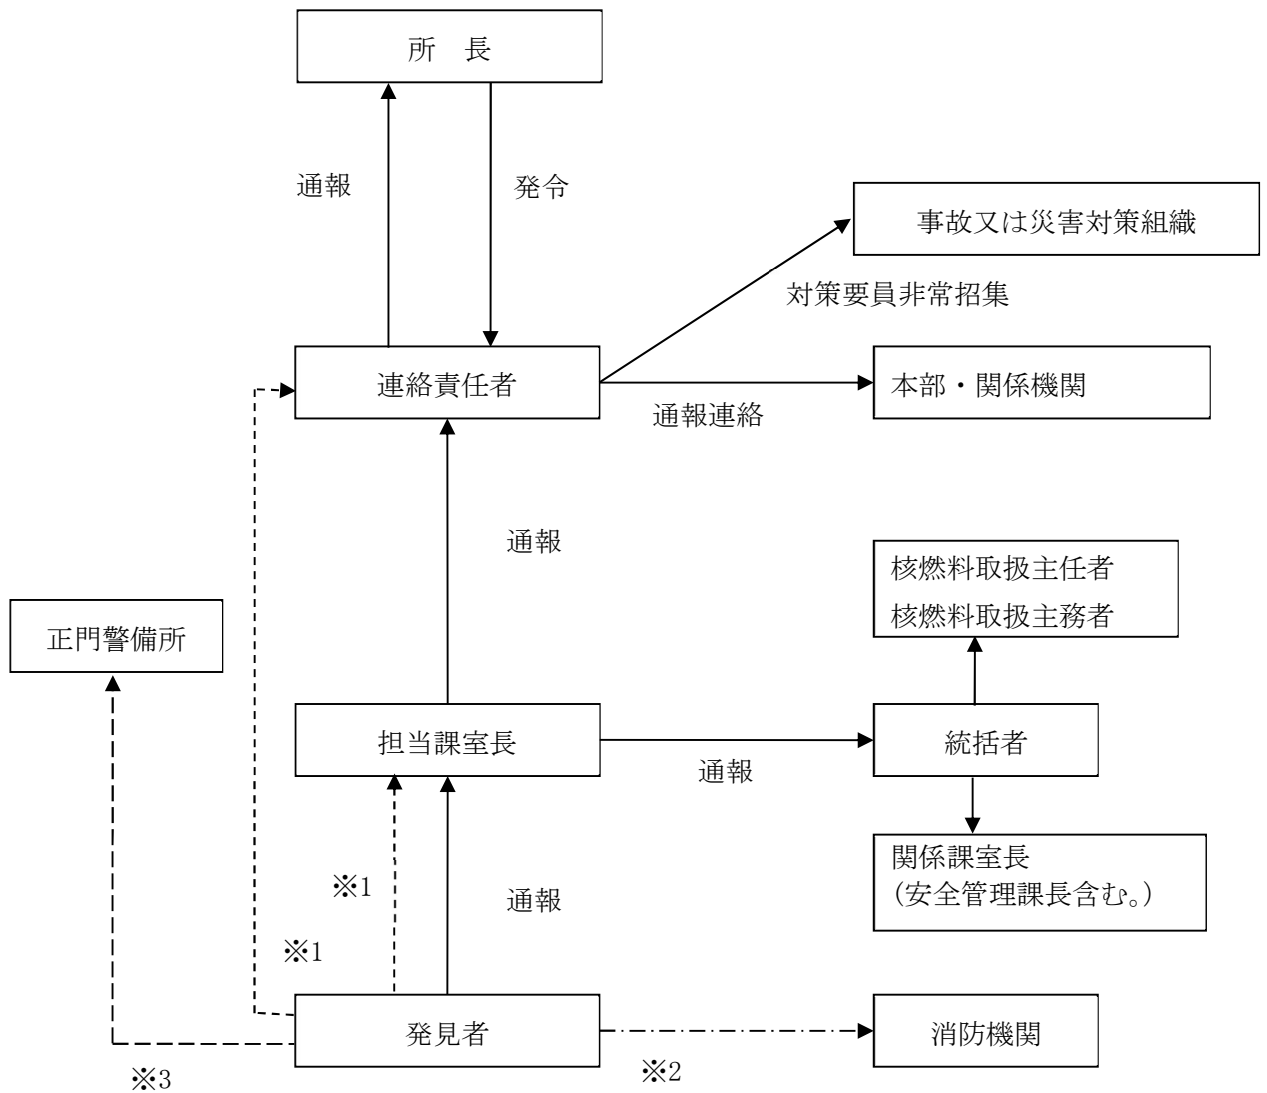 所　長
通報
発令
事故又は災害対策組織
対策要員非常招集
連絡責任者
本部・関係機関
通報連絡
通報
核燃料取扱主任者
核燃料取扱主務者
正門警備所
担当課室長
統括者
通報
関係課室長
（安全管理課長含む。）
※1
通報
※1
発見者
消防機関
※2
※3